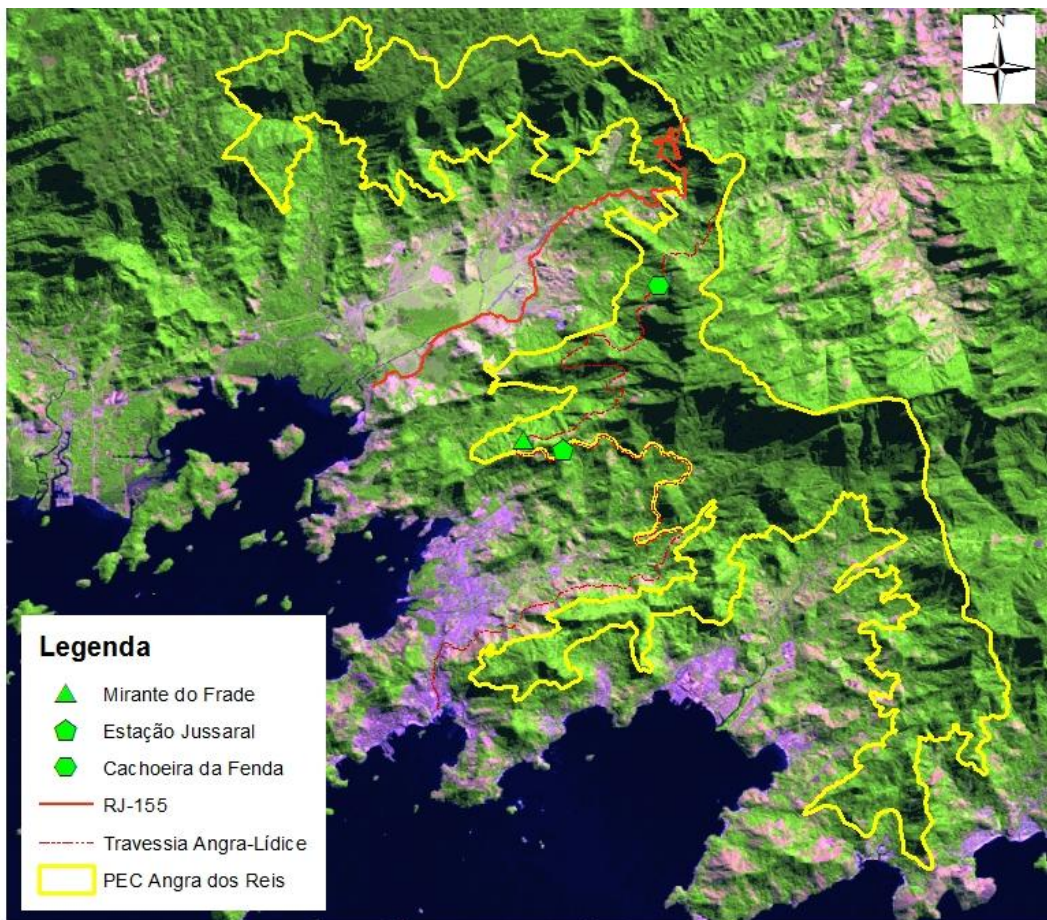 N
Legenda
Mirante do Frade
Estação Jussaral
Cachoeira da Fenda
RJ-155
Travessia Angra-Lídice
PEC Angra dos Reis